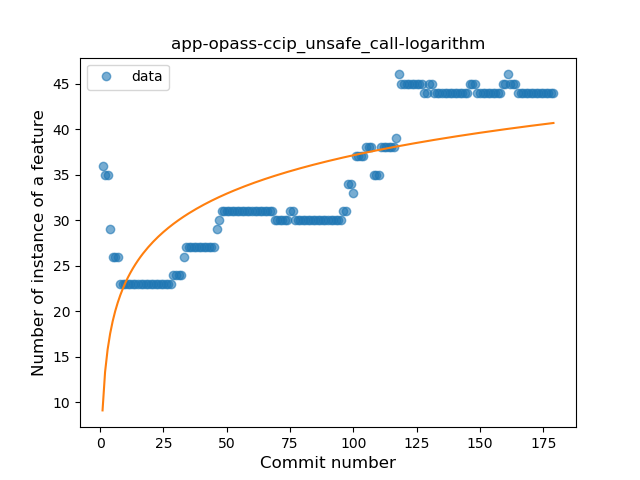 app-opass-ccip_unsafe_call-logarithm
data
Number of instance of a feature
45
40
35
30
25
20
15
10
0 25 50 75 100 125 150 175
Commit number